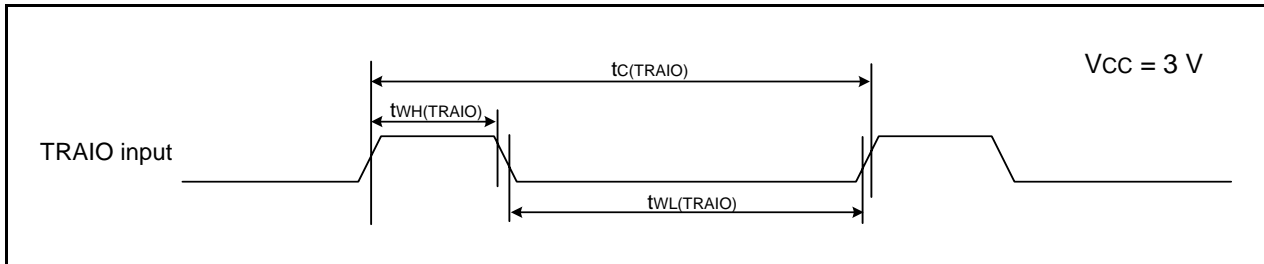 tC(TRAIO)
VCC = 3 V
tWH(TRAIO)
TRAIO input
tWL(TRAIO)